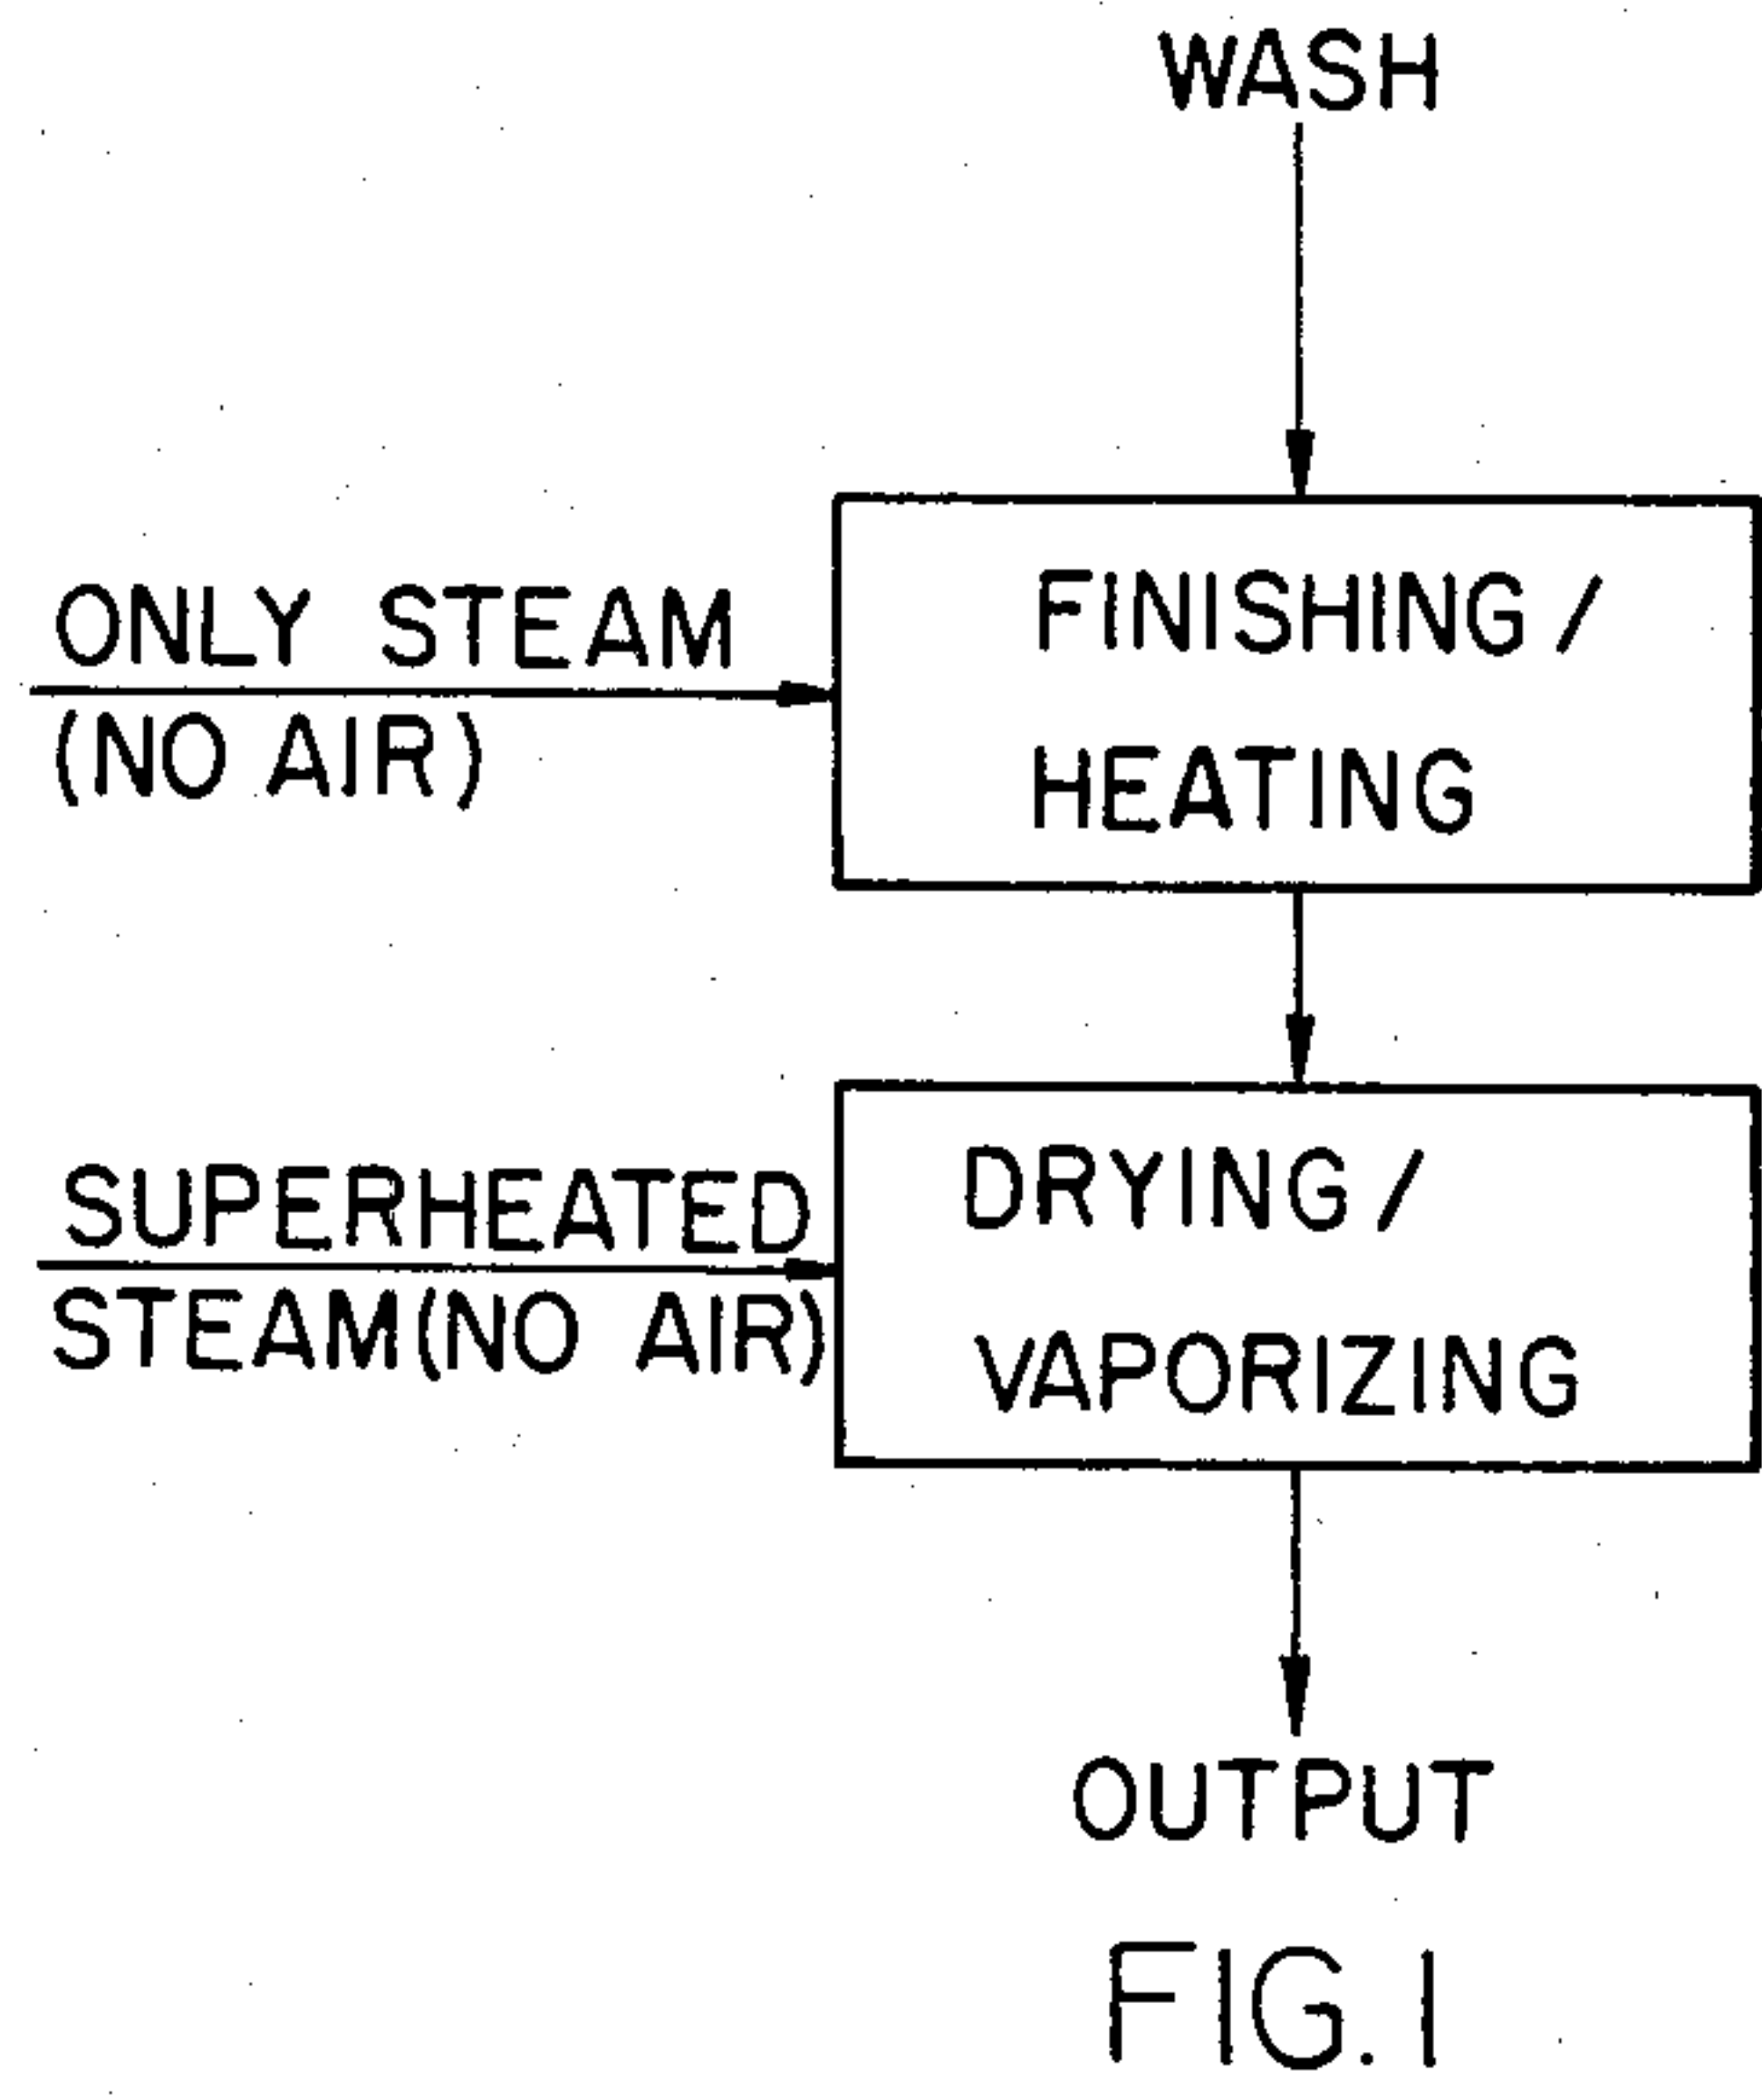 WASH
ONLY STEAM
(NO AIR)
FINISHING /
HEATING
SUPERHEATED
STEAM(NO AIR)
DRYING /
VAPORIZING
OUTPUT
FIG. 1